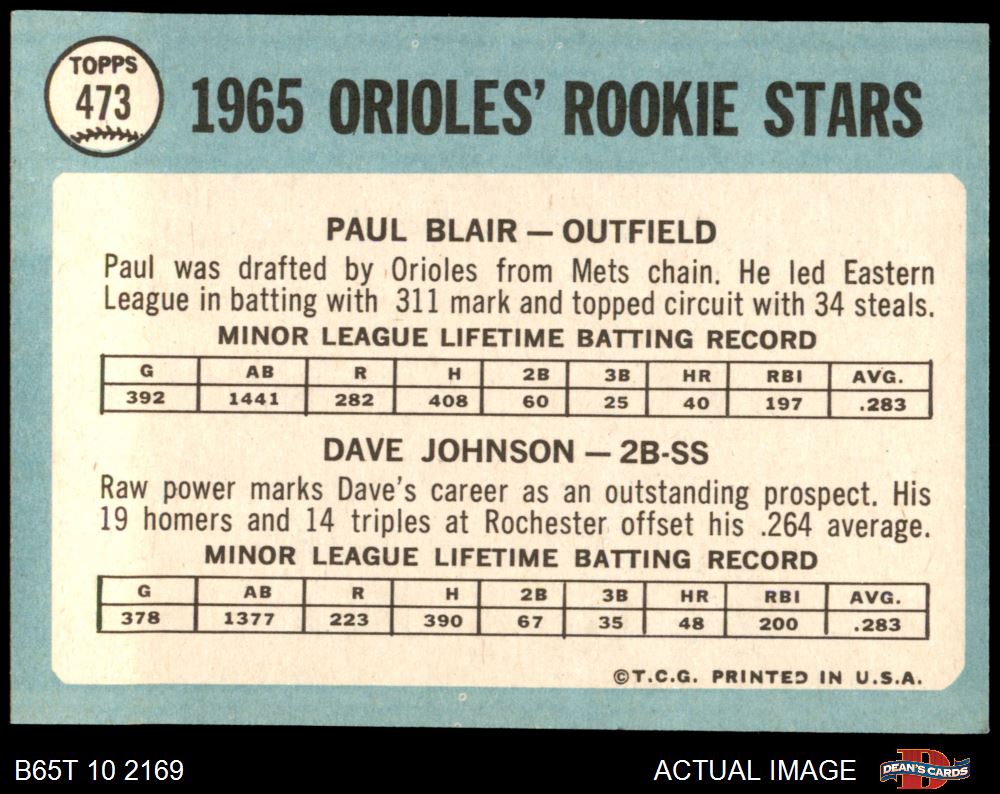 TOPPS
473
1965 ORIOLES' ROOKIE STARS
PAUL BLAIR — OUTFIELD
Paul was drafted by Orioles from Mets chain. He led Eastern
League in batting with 311 mark and topped circuit with 34 steals.
MINOR LEAGUE LIFETIME BATTING RECORD
G AB R H 2B 3B HR RBI AVG.
392 1441 282 408 60 25 40 197 .283
DAVE JOHNSON — 2B-SS
Raw power marks Dave's career as an outstanding prospect. His
19 homers and 14 triples at Rochester offset his .264 average.
MINOR LEAGUE LIFETIME BATTING RECORD
G AB R H 2B 3B HR RBI AVG.
378 1377 223 390 67 35 48 200 .283
©T.C.G. PRINTED IN U.S.A.
B65T 10 2169
ACTUAL IMAGE
D
DEAN'S CARDS